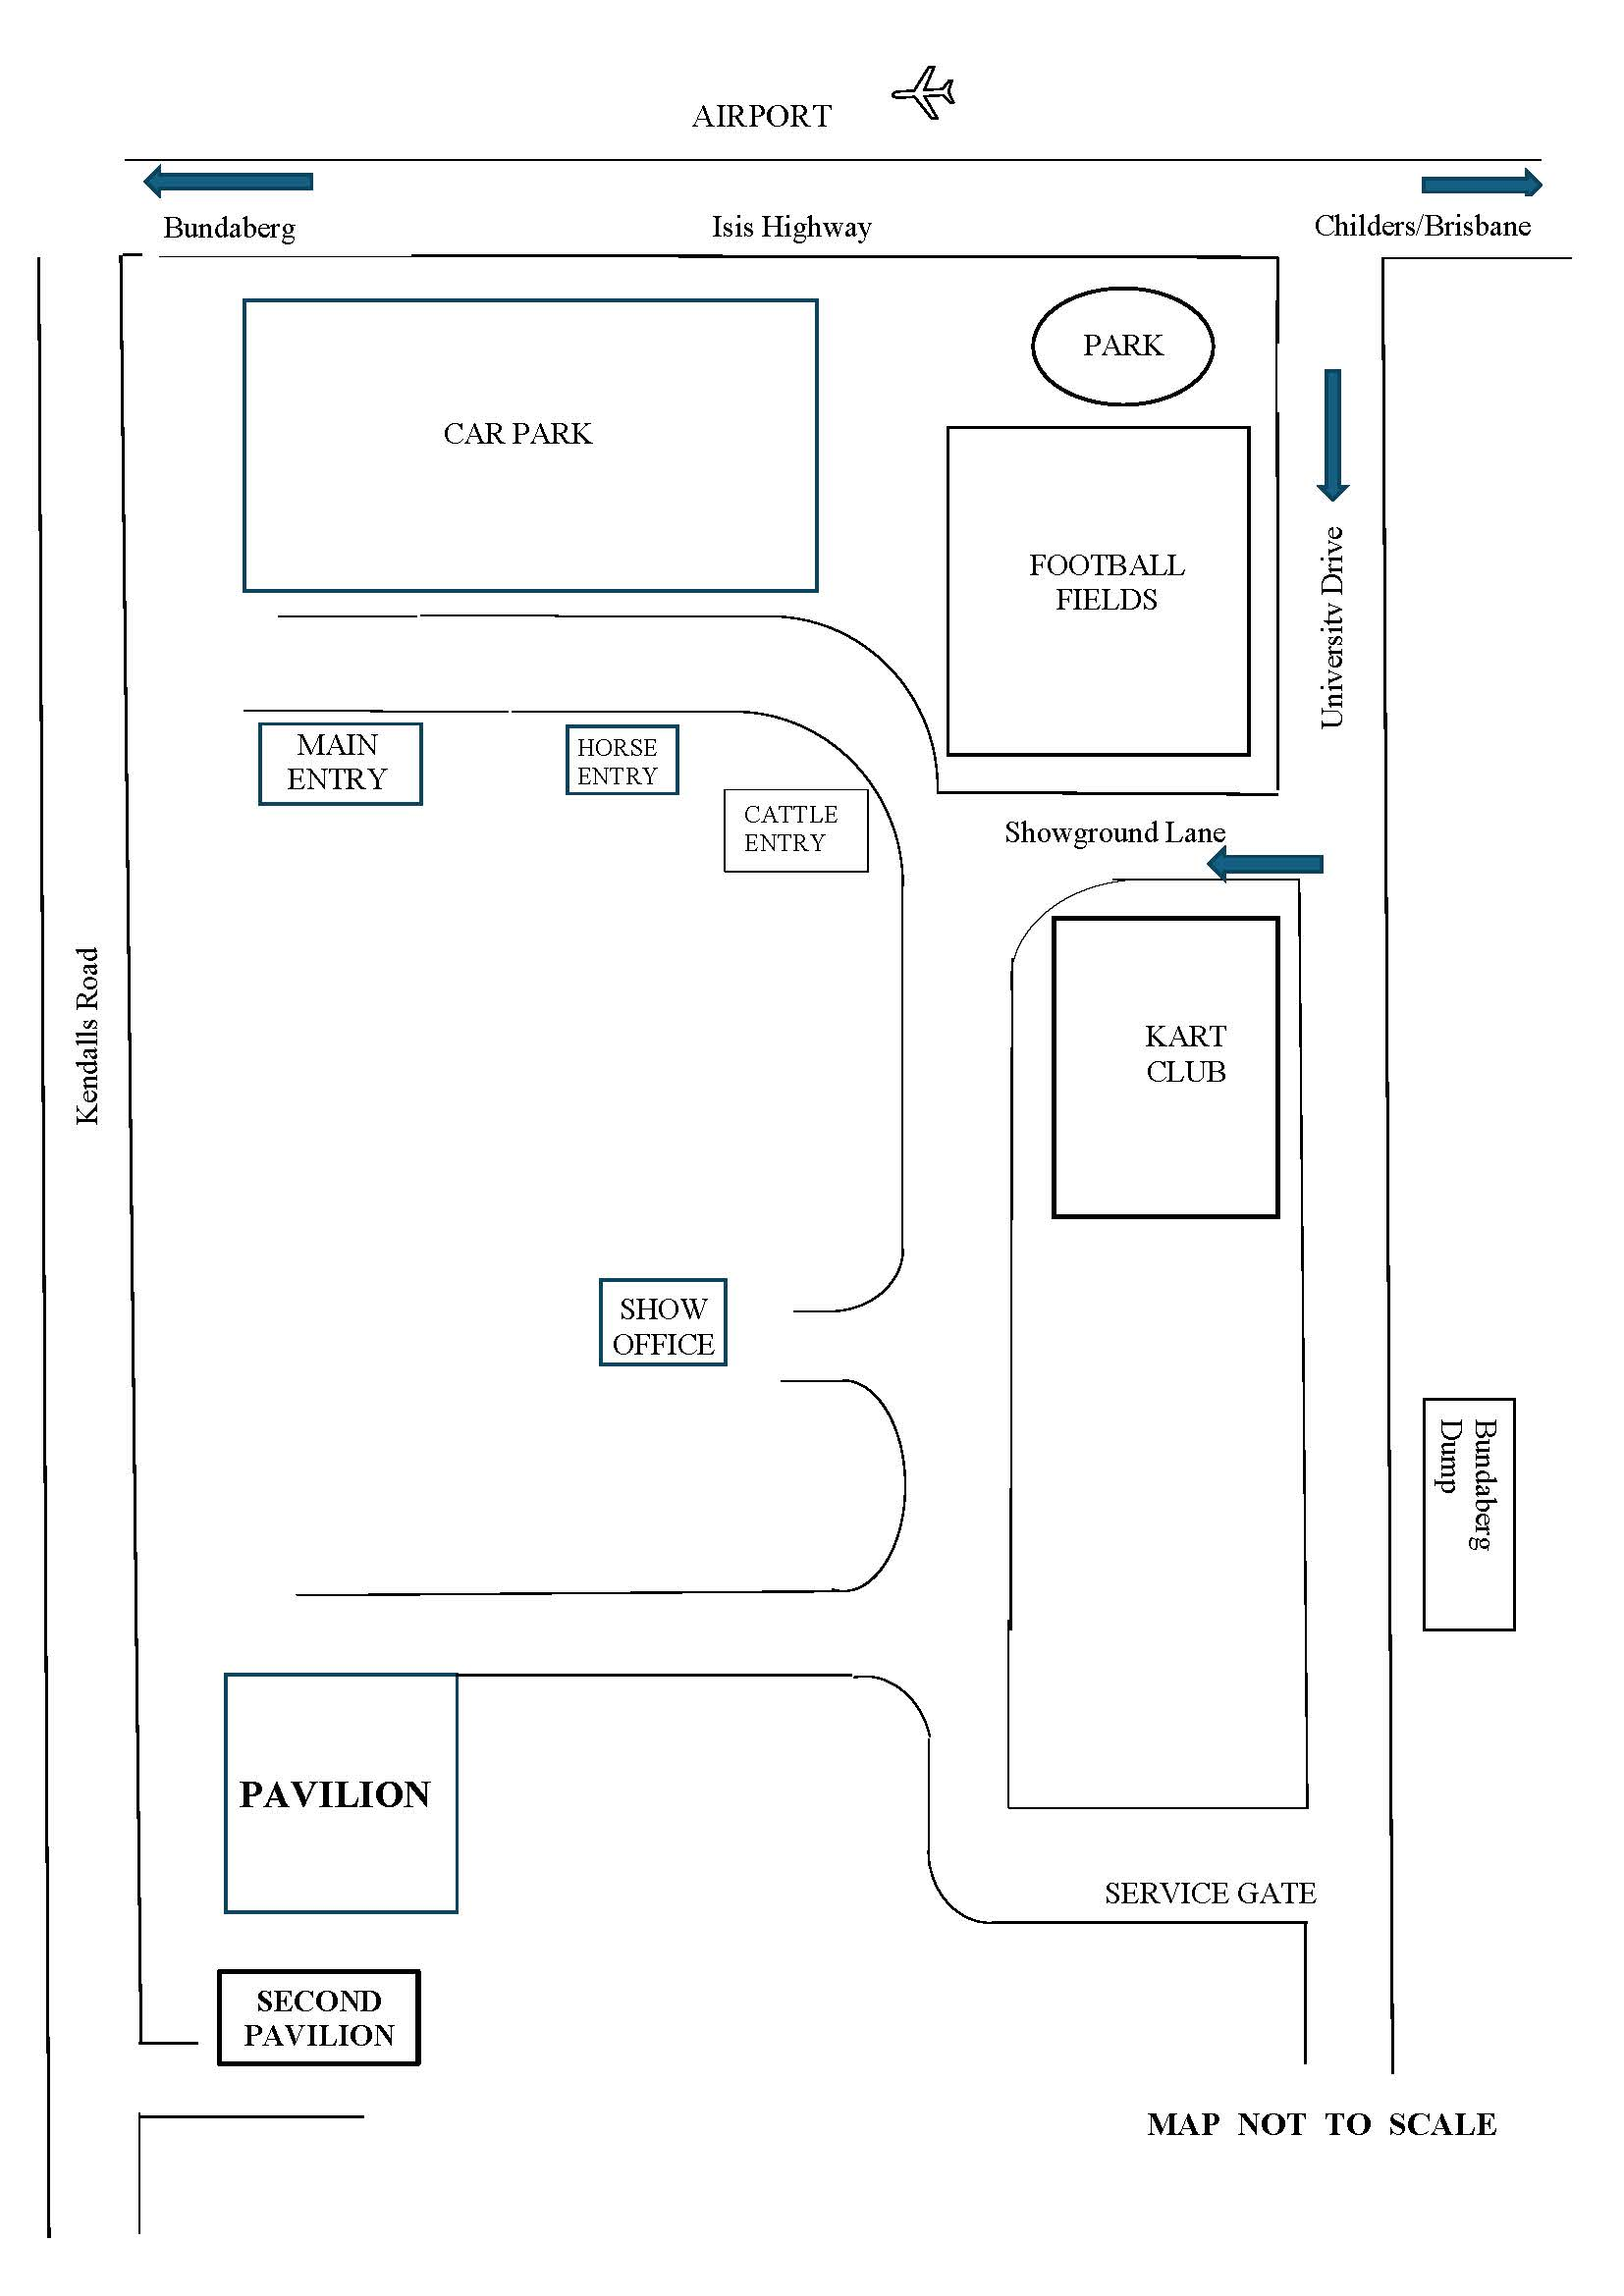 AIRPORT
Bundaberg
Isis Highway
Childers/Brisbane
PARK
CAR PARK
FOOTBALL
FIELDS
University Drive
MAIN
ENTRY
HORSE
ENTRY
CATTLE
ENTRY
Showground Lane
Kendalls Road
KART
CLUB
SHOW
OFFICE
Bundaberg
Dump
PAVILION
SERVICE GATE
SECOND
PAVILION
MAP NOT TO SCALE